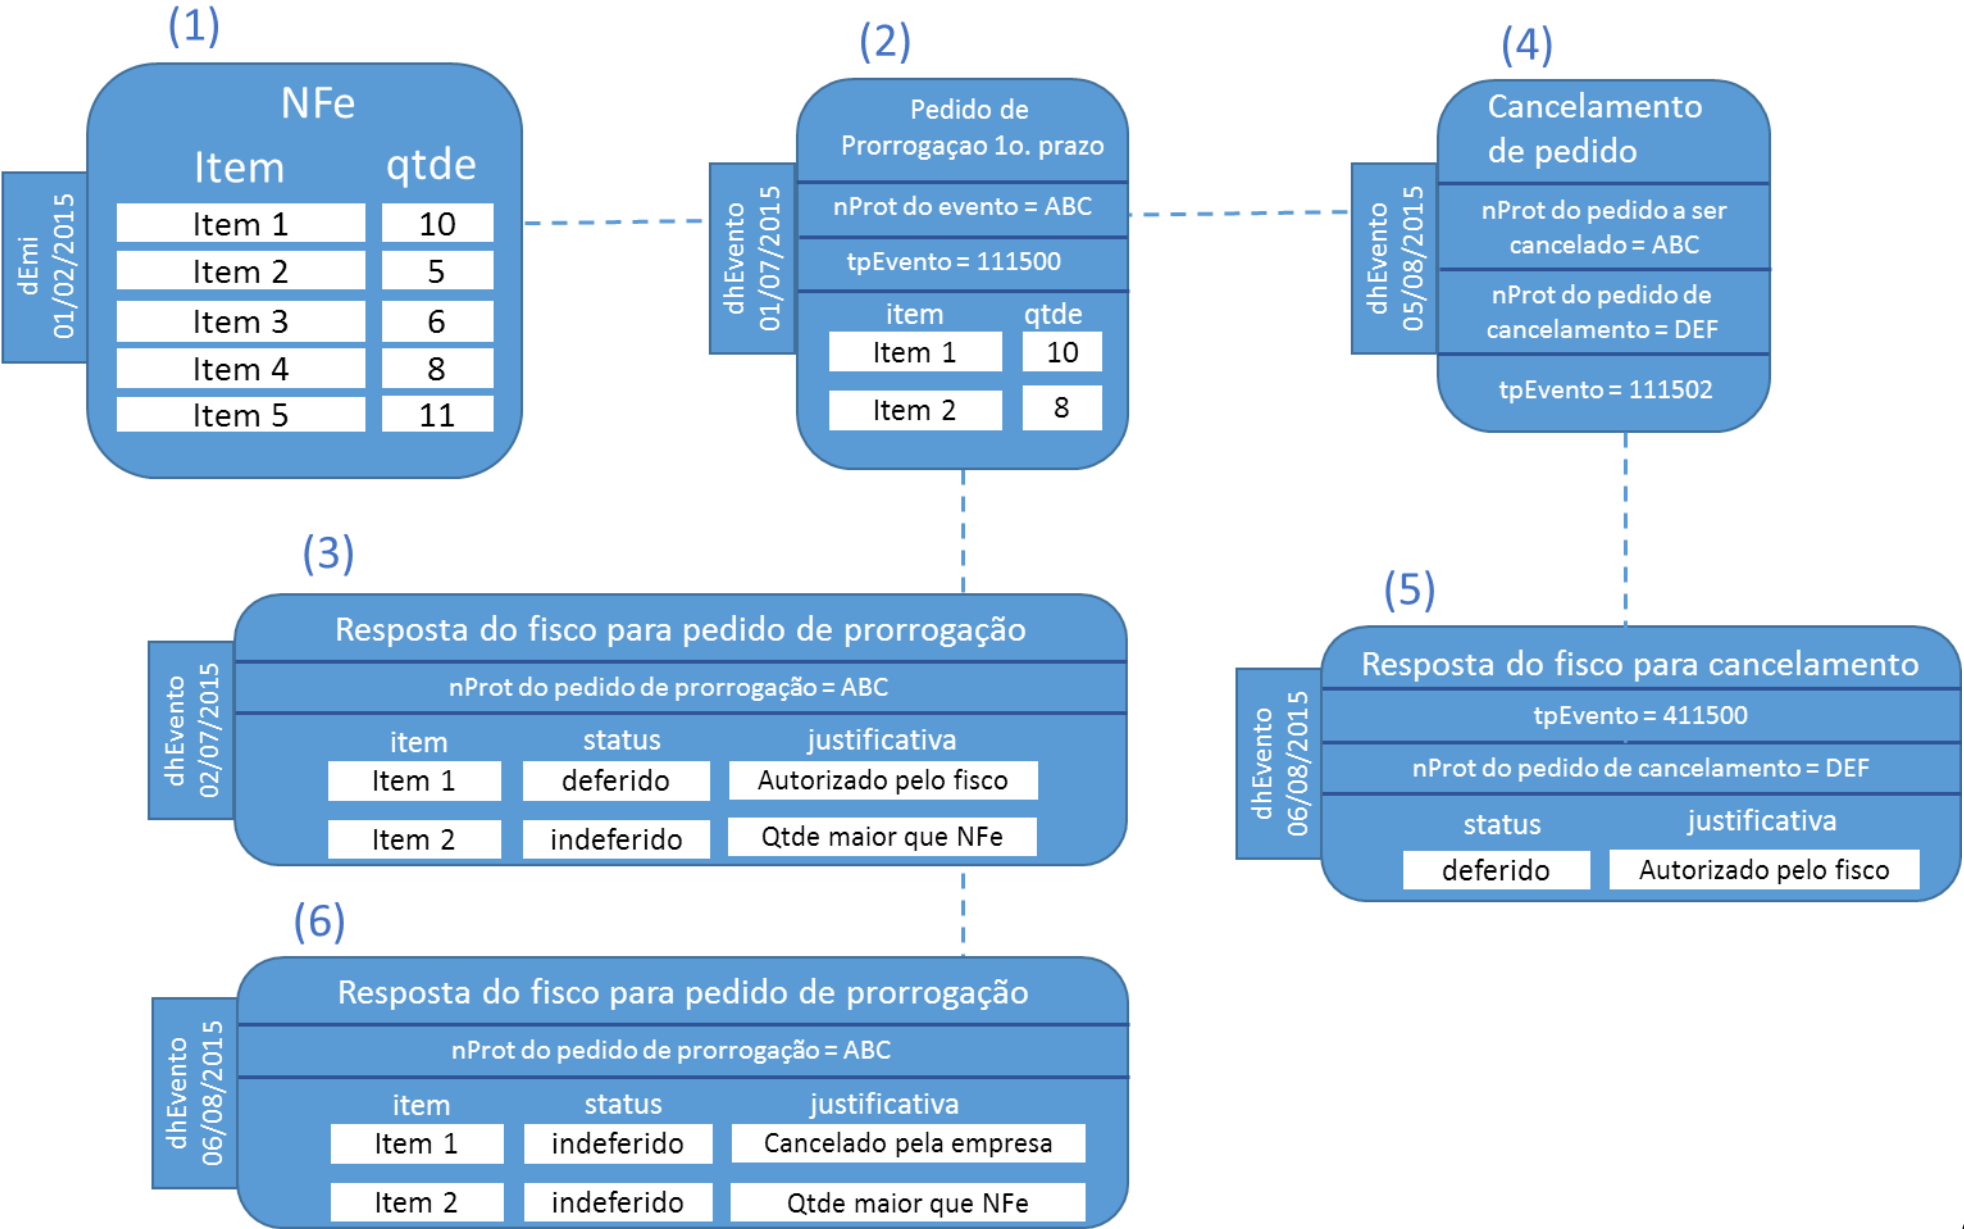 (1)
NFe
Item qtde
Item 1 10
Item 2 5
Item 3 6
Item 4 8
Item 5 11
dEmi
01/02/2015
(2)
Pedido de
Prorrogaçao 1o. prazo
nProt do evento = ABC
tpEvento = 111500
item qtde
Item 1 10
Item 2 8
dhEvento
01/07/2015
(4)
Cancelamento
de pedido
nProt do pedido a ser
cancelado = ABC
nProt do pedido de
cancelamento = DEF
tpEvento = 111502
dhEvento
05/08/2015
(3)
Resposta do fisco para pedido de prorrogação
nProt do pedido de prorrogação = ABC
item status justificativa
Item 1 deferido Autorizado pelo fisco
Item 2 indeferido Qtde maior que NFe
dhEvento
02/07/2015
(5)
Resposta do fisco para cancelamento
tpEvento = 411500
nProt do pedido de cancelamento = DEF
status justificativa
deferido Autorizado pelo fisco
dhEvento
06/08/2015
(6)
Resposta do fisco para pedido de prorrogação
nProt do pedido de prorrogação = ABC
item status justificativa
Item 1 indeferido Cancelado pela empresa
Item 2 indeferido Qtde maior que NFe
dhEvento
06/08/2015